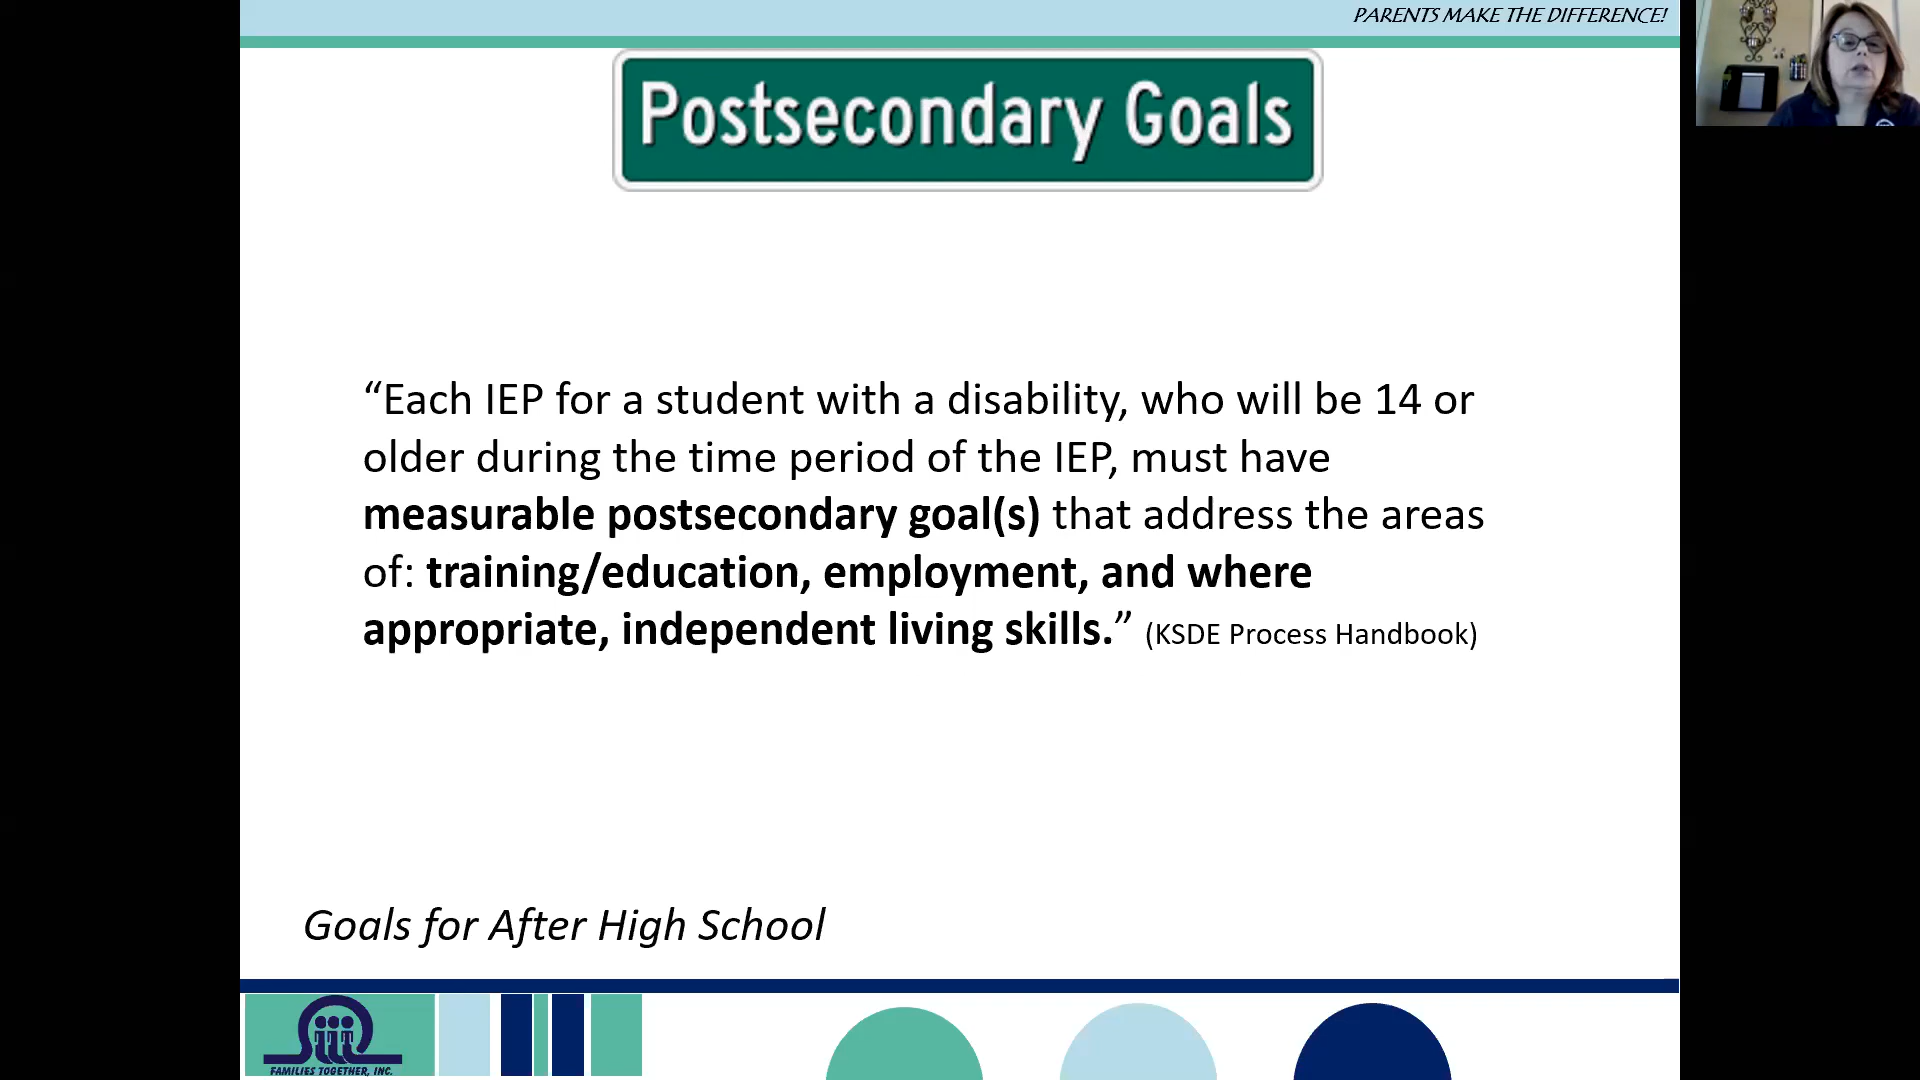 PARENTS MAKE THE DIFFERENCE!
Postsecondary Goals
“Each IEP for a student with a disability, who will be 14 or
older during the time period of the IEP, must have
measurable postsecondary goal(s) that address the areas
of: training/education, employment, and where
appropriate, independent living skills.” (KSDE Process Handbook)
Goals for After High School
FAMILIES TOGETHER, INC.